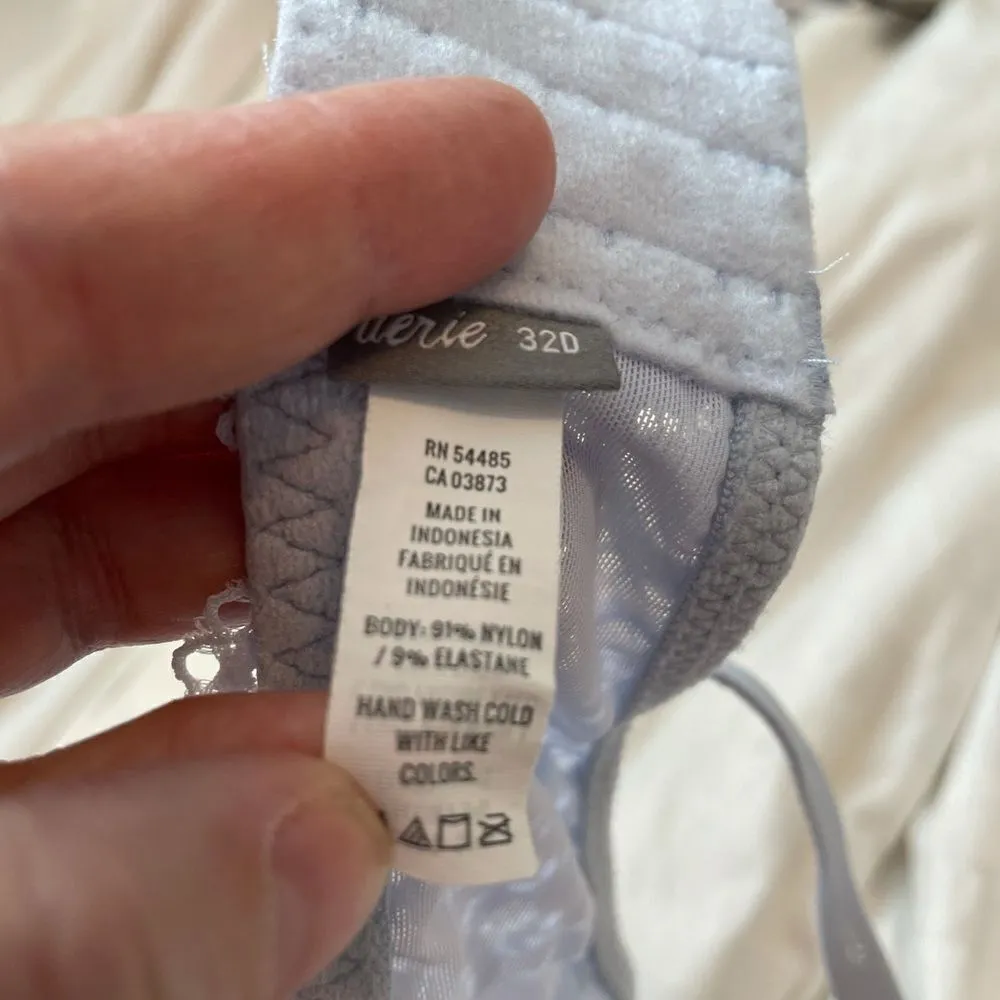 aerie 32D
RN 54485
CA 03873
MADE IN
INDONESIA
FABRIQUÉ EN
INDONÉSIE
BODY: 91% NYLON
/ 9% ELASTANE
HAND WASH COLD
WITH LIKE
COLORS.